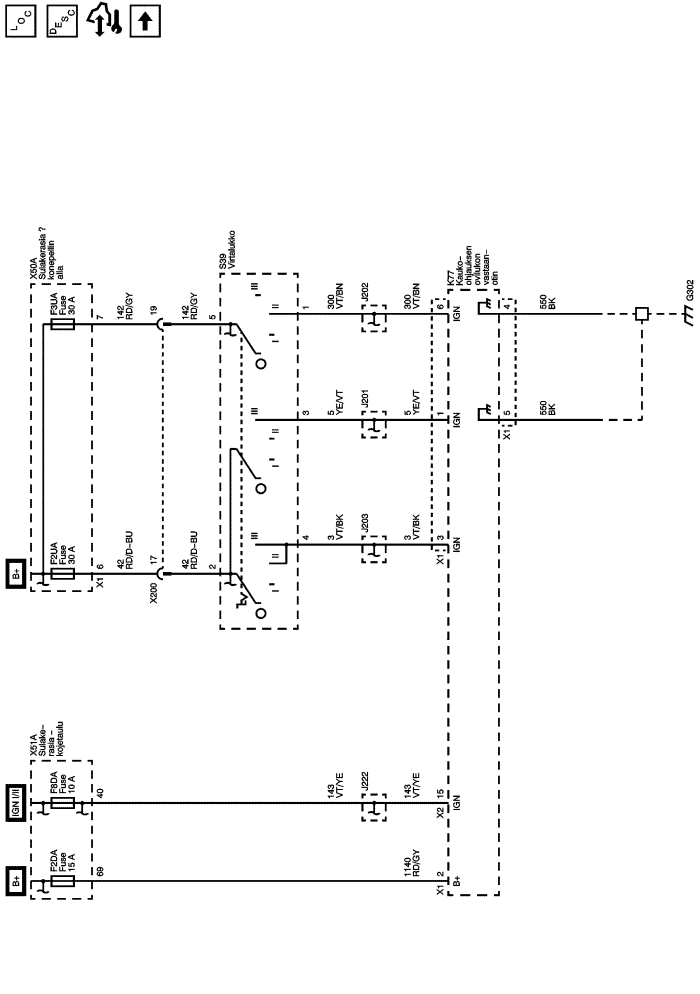 LOC
DESC
X50A
Sulakerasia ?
konepellin
alla
F3UA
Fuse
30 A
7
142
RD/GY
19
142
RD/GY
5
S39
Virtalukko
III
II
I
1
300
VT/BN
J202
300
VT/BN
6
IGN
K77
Kauko-
ohjauksen
ovilukon
vastaan-
otin
4
550
BK
G302
III
II
I
3
5
YE/VT
J201
5
YE/VT
1
IGN
5
X1
550
BK
B+
F2UA
Fuse
30 A
6
X1
42
RD/D-BU
17
X200
42
RD/D-BU
2
III
II
I
4
3
VT/BK
J203
3
VT/BK
3
X1
IGN
X51A
Sulake-
rasia -
kojetaulu
IGN I/II
F8DA
Fuse
10 A
40
143
VT/YE
J222
143
VT/YE
15
X2
IGN
B+
F2DA
Fuse
15 A
69
1140
RD/GY
2
X1
B+